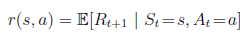 r(s, a) = 𝔼[R_{t+1} | S_t=s, A_t=a]